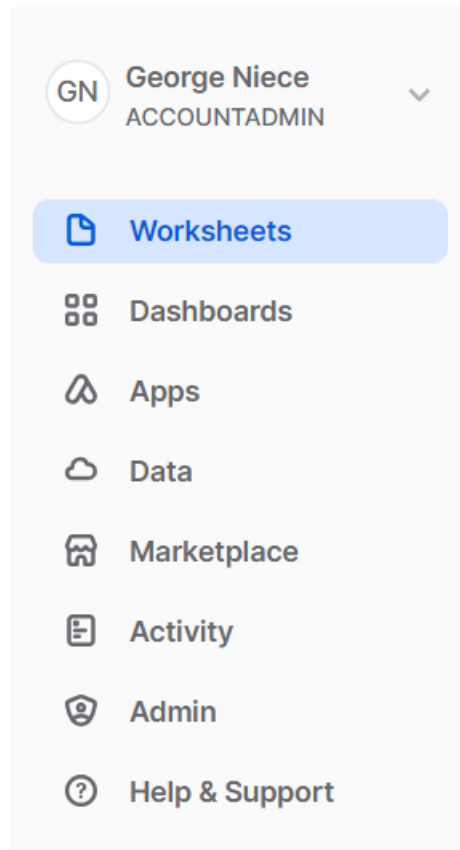 GN
George Niece
ACCOUNTADMIN
Worksheets
Dashboards
Apps
Data
Marketplace
Activity
Admin
Help & Support